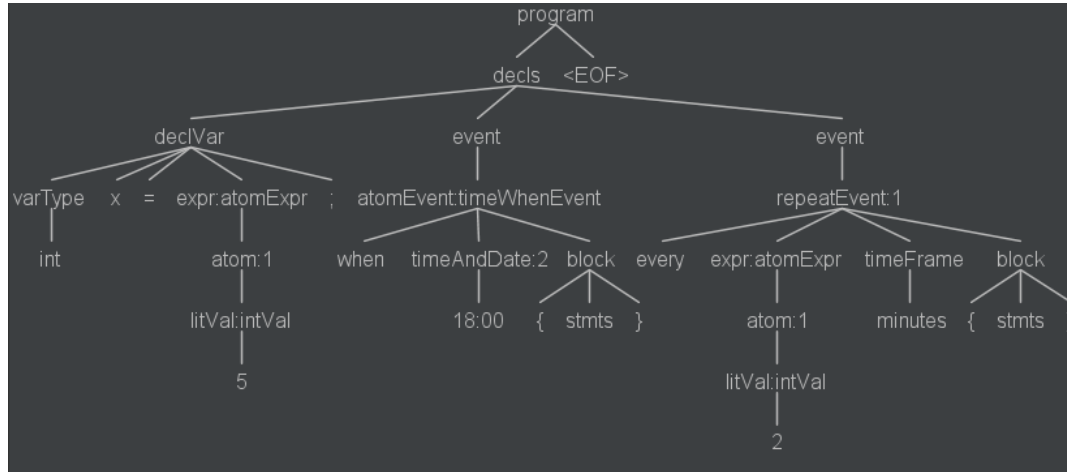 program
decls <EOF>
declVar event event
varType x = expr:atomExpr ; atomEvent:timeWhenEvent repeatEvent:1
int atom:1 when timeAndDate:2 block every expr:atomExpr timeFrame block
litVal:intVal 18:00 { stmts } atom:1 minutes { stmts
5 litVal:intVal
2